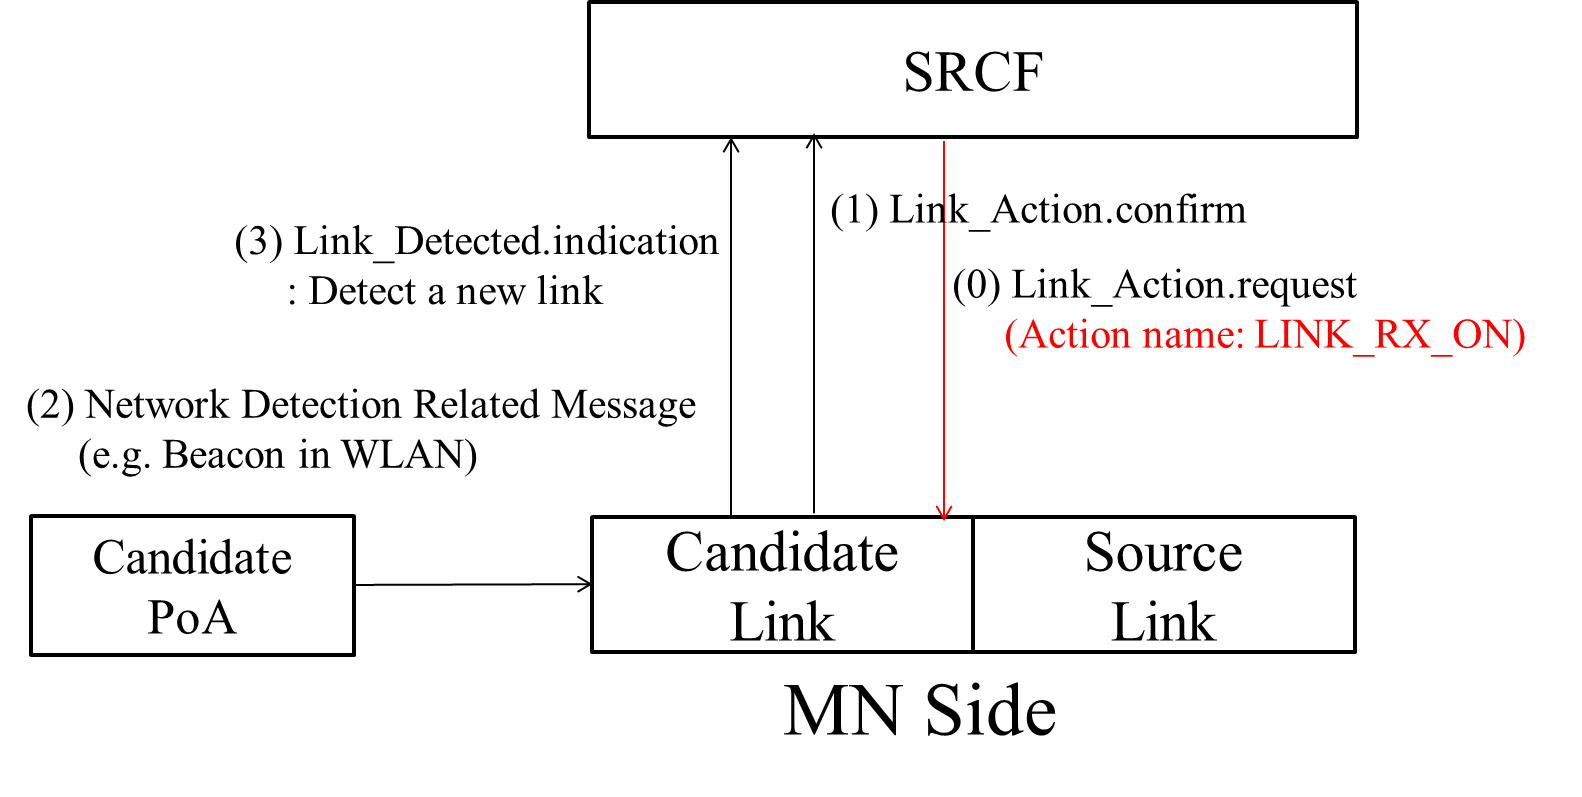 SRCF
(1) Link_Action.confirm
(3) Link_Detected.indication
: Detect a new link
(0) Link_Action.request
(Action name: LINK_RX_ON)
(2) Network Detection Related Message
(e.g. Beacon in WLAN)
Candidate
PoA
Candidate
Link
Source
Link
MN Side